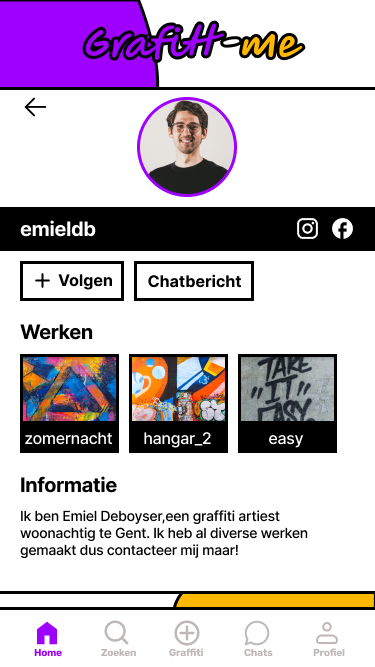 Grafitt-me
emieldb
Volgen
Chatbericht
Werken
TAKE
"IT"
EASY
zomernacht
hangar_2
easy
Informatie
Ik ben Emiel Deboyser,een graffiti artiest
woonachtig te Gent. Ik heb al diverse werken
gemaakt dus contacteer mij maar!
Home
Zoeken
Graffiti
Chats
Profiel